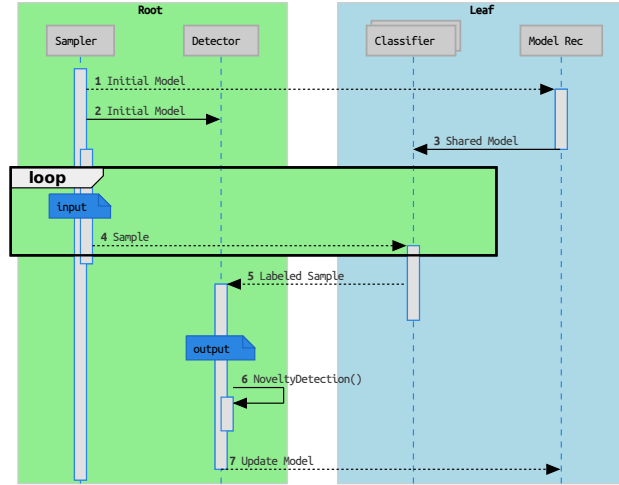 Root
Leaf
Sampler
Detector
Classifier
Model Rec
1 Initial Model
2 Initial Model
3 Shared Model
loop
input
4 Sample
5 Labeled Sample
output
6 NoveltyDetection()
7 Update Model